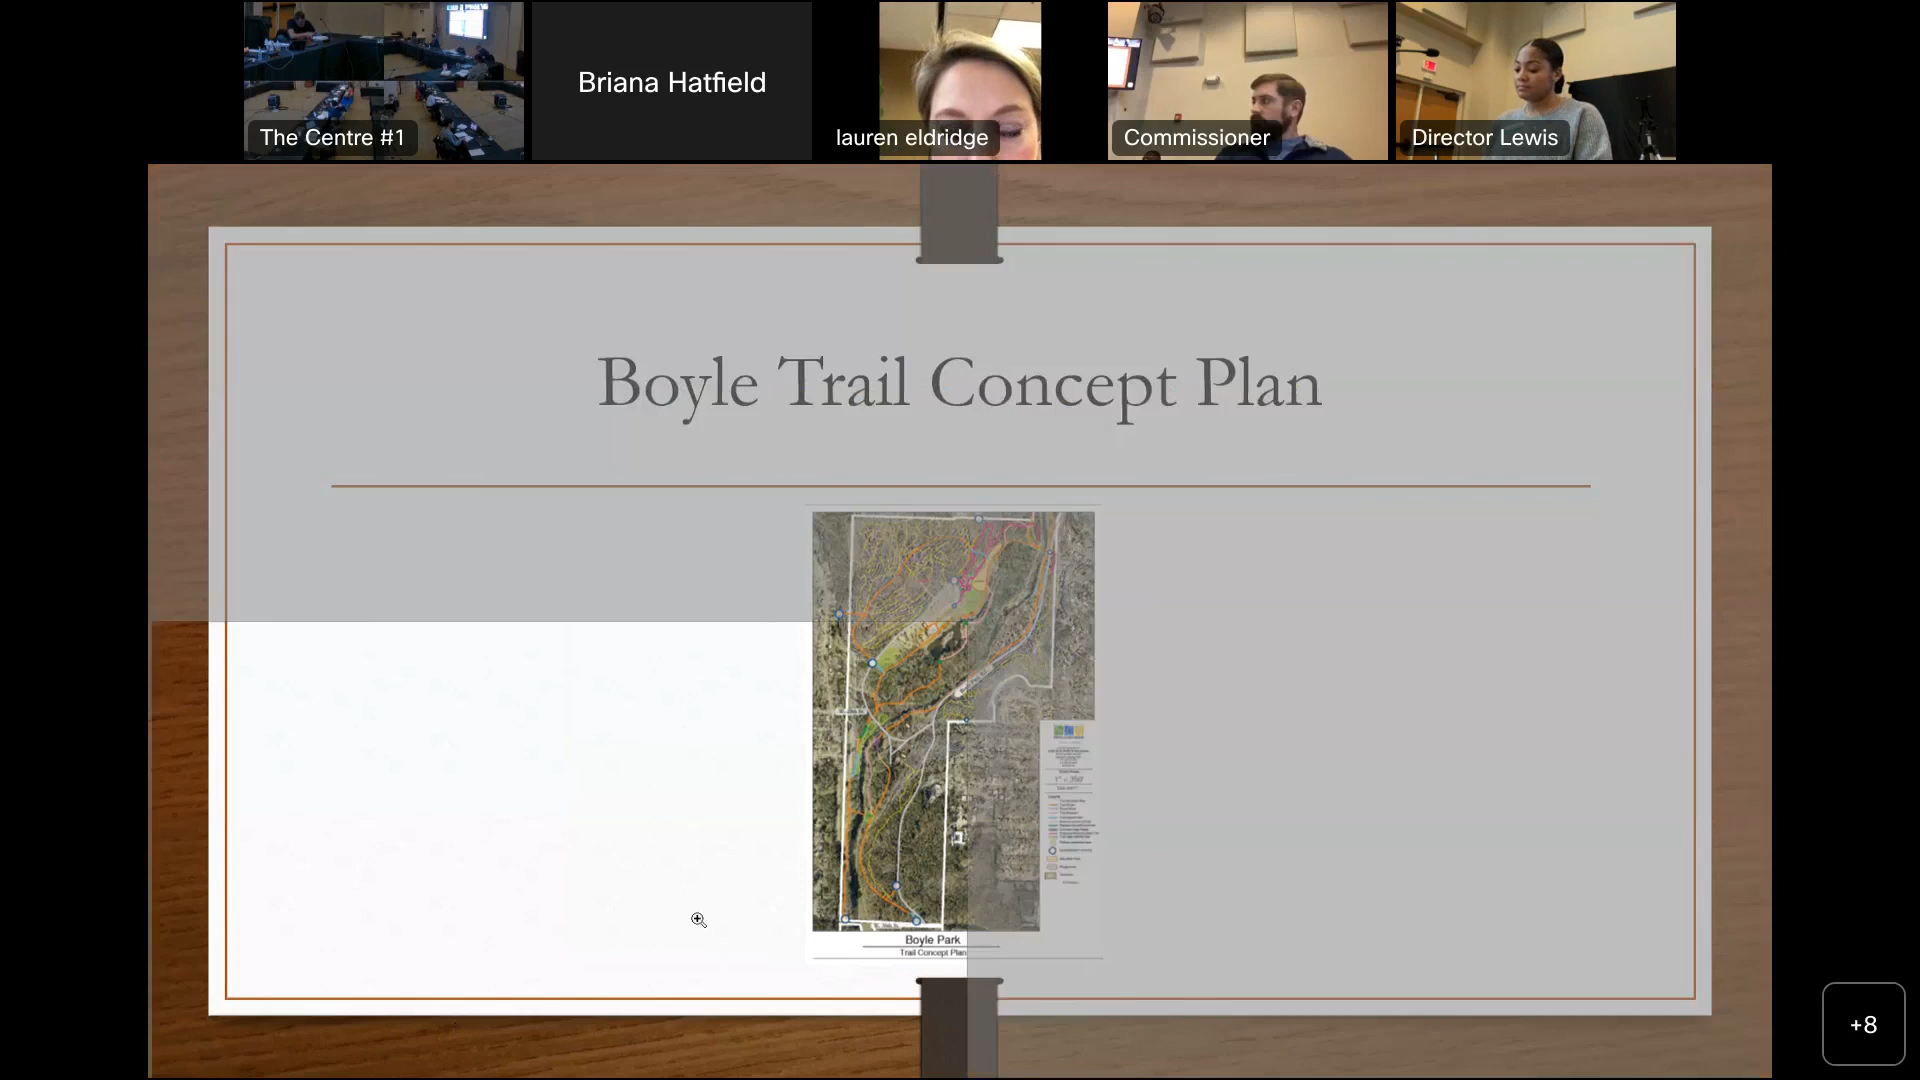 Briana Hatfield
The Centre #1
lauren eldridge
Commissioner
Director Lewis
Boyle Trail Concept Plan
Boyle Park
Trail Concept Plan
+8